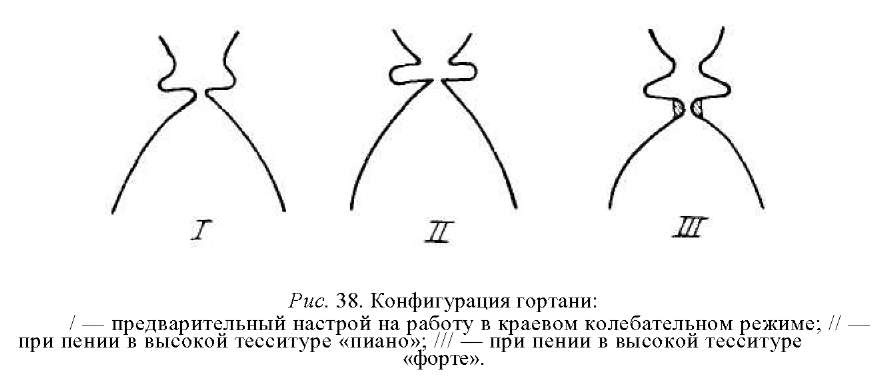 I
II
III
Рис. 38. Конфигурация гортани:
/ — предварительный настрой на работу в краевом колебательном режиме; // —
при пении в высокой тесситуре «пиано»; /// — при пении в высокой тесситуре
«форте».